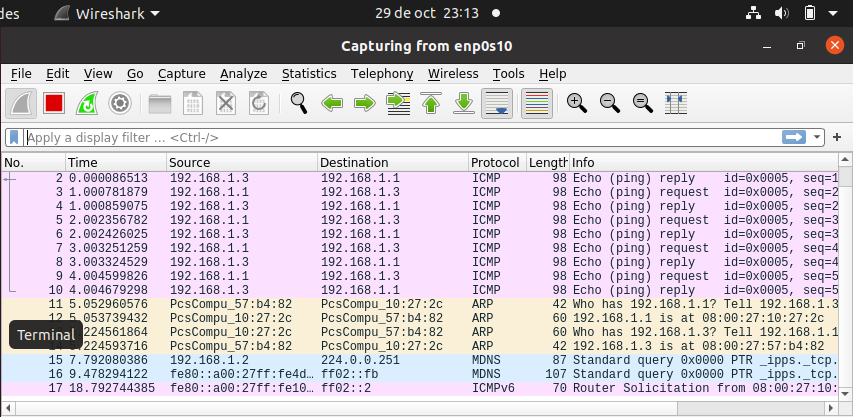 des Wireshark 29 de oct 23:13
Capturing from enp0s10
File Edit View Go Capture Analyze Statistics Telephony Wireless Tools Help
Apply a display filter … <Ctrl-/>
No. Time Source Destination Protocol Length Info
2 0.000086513 192.168.1.3 192.168.1.1 ICMP 98 Echo (ping) reply id=0x0005, seq=1
3 1.000781879 192.168.1.1 192.168.1.3 ICMP 98 Echo (ping) request id=0x0005, seq=2
4 1.000859075 192.168.1.3 192.168.1.1 ICMP 98 Echo (ping) reply id=0x0005, seq=2
5 2.002356782 192.168.1.1 192.168.1.3 ICMP 98 Echo (ping) request id=0x0005, seq=3
6 2.002426025 192.168.1.3 192.168.1.1 ICMP 98 Echo (ping) reply id=0x0005, seq=3
7 3.003251259 192.168.1.1 192.168.1.3 ICMP 98 Echo (ping) request id=0x0005, seq=4
8 3.003324529 192.168.1.3 192.168.1.1 ICMP 98 Echo (ping) reply id=0x0005, seq=4
9 4.004599826 192.168.1.1 192.168.1.3 ICMP 98 Echo (ping) request id=0x0005, seq=5
10 4.004679298 192.168.1.3 192.168.1.1 ICMP 98 Echo (ping) reply id=0x0005, seq=5
11 5.052960576 PcsCompu_57:b4:82 PcsCompu_10:27:2c ARP 42 Who has 192.168.1.1? Tell 192.168.1.3
12 5.053739432 PcsCompu_10:27:2c PcsCompu_57:b4:82 ARP 60 192.168.1.1 is at 08:00:27:10:27:2c
Terminal
224561864 PcsCompu_10:27:2c PcsCompu_57:b4:82 ARP 60 Who has 192.168.1.3? Tell 192.168.1.1
224593716 PcsCompu_57:b4:82 PcsCompu_10:27:2c ARP 42 192.168.1.3 is at 08:00:27:57:b4:82
15 7.792080386 192.168.1.2 224.0.0.251 MDNS 87 Standard query 0x0000 PTR _ipps._tcp.
16 9.478294122 fe80::a00:27ff:fe4d… ff02::fb MDNS 107 Standard query 0x0000 PTR _ipps._tcp.
17 18.792744385 fe80::a00:27ff:fe10… ff02::2 ICMPv6 70 Router Solicitation from 08:00:27:10: